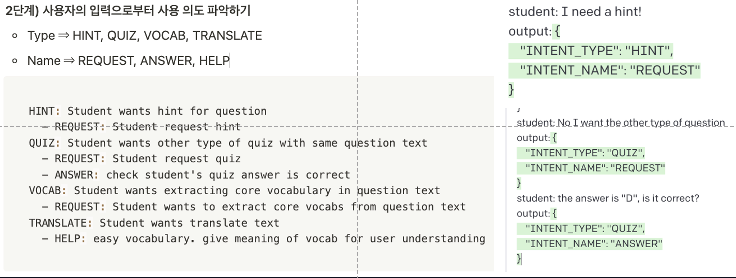 2단계) 사용자의 입력으로부터 사용 의도 파악하기
Type ⇒ HINT, QUIZ, VOCAB, TRANSLATE
Name ⇒ REQUEST, ANSWER, HELP
HINT: Student wants hint for question
– REQUEST: Student request hint
QUIZ: Student wants other type of quiz with same question text
– REQUEST: Student request quiz
– ANSWER: check student's quiz answer is correct
VOCAB: Student wants extracting core vocabulary in question text
– REQUEST: Student wants to extract core vocabs from question text
TRANSLATE: Student wants translate text
– HELP: easy vocabulary. give meaning of vocab for user understanding
student: I need a hint!
output: {
"INTENT_TYPE": "HINT",
"INTENT_NAME": "REQUEST"
}
student: No I want the other type of question
output: {
"INTENT_TYPE": "QUIZ",
"INTENT_NAME": "REQUEST"
}
student: the answer is "D", is it correct?
output: {
"INTENT_TYPE": "QUIZ",
"INTENT_NAME": "ANSWER"
}